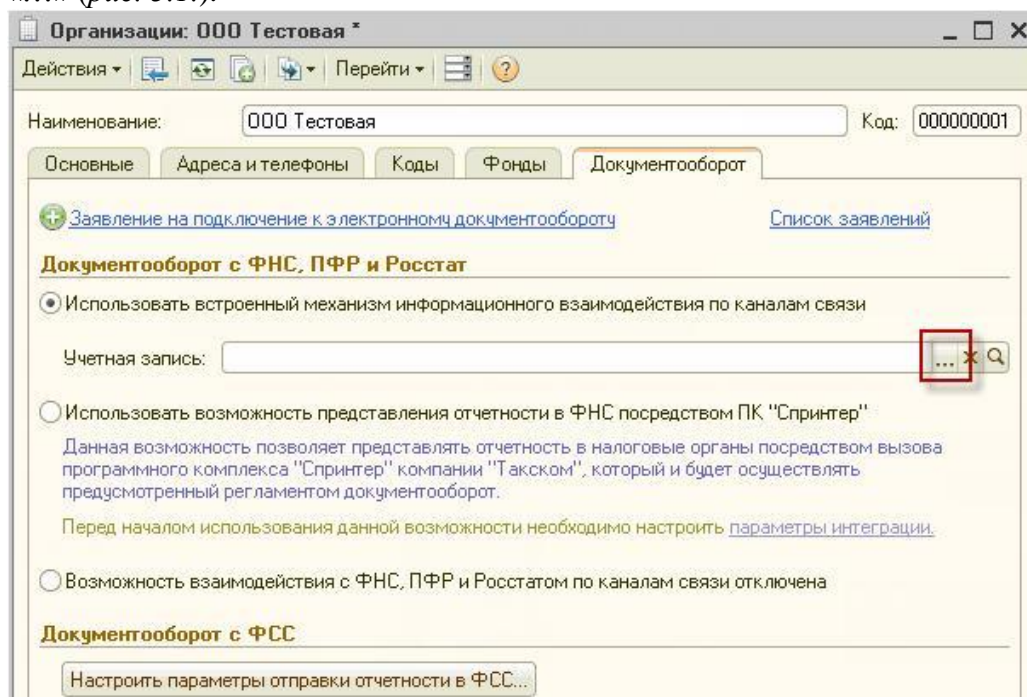 (рис. 5.1.).
Организации: ООО Тестовая *
Действия Перейти
Наименование: ООО Тестовая Код: 000000001
Основные Адреса и телефоны Коды Фонды Документооборот
Заявление на подключение к электронному документообороту Список заявлений
Документооборот с ФНС, ПФР и Росстат
Использовать встроенный механизм информационного взаимодействия по каналам связи
Учетная запись: ...
Использовать возможность представления отчетности в ФНС посредством ПК "Спринтер"
Данная возможность позволяет представлять отчетность в налоговые органы посредством вызова
программного комплекса "Спринтер" компании "Такском", который и будет осуществлять
предусмотренный регламентом документооборот.
Перед началом использования данной возможности необходимо настроить параметры интеграции.
Возможность взаимодействия с ФНС, ПФР и Росстатом по каналам связи отключена
Документооборот с ФСС
Настроить параметры отправки отчетности в ФСС...